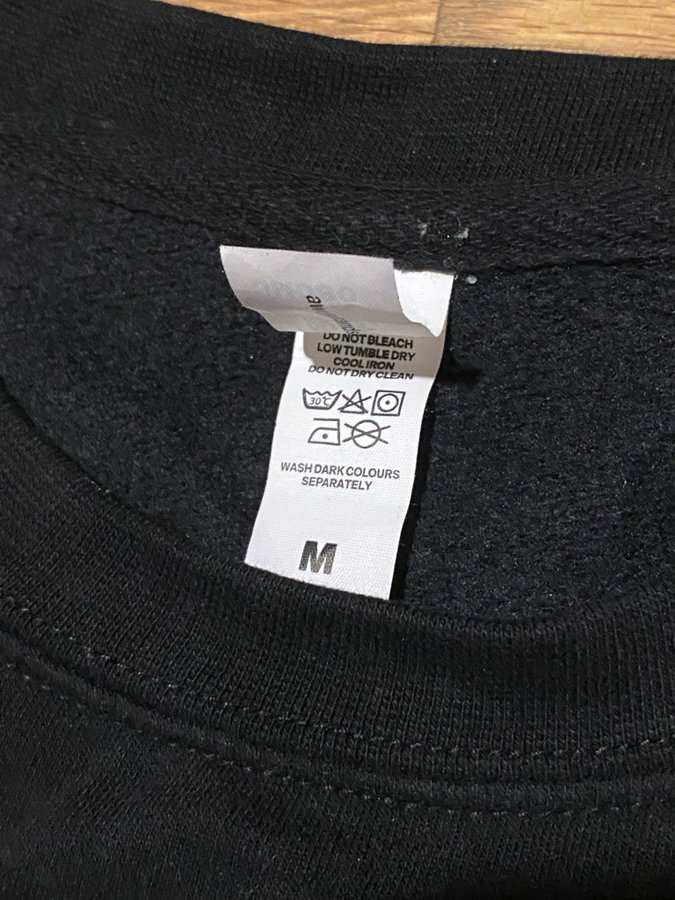 DO NOT BLEACH
LOW TUMBLE DRY
COOL IRON
DO NOT DRY CLEAN
30°C
WASH DARK COLOURS
SEPARATELY
M